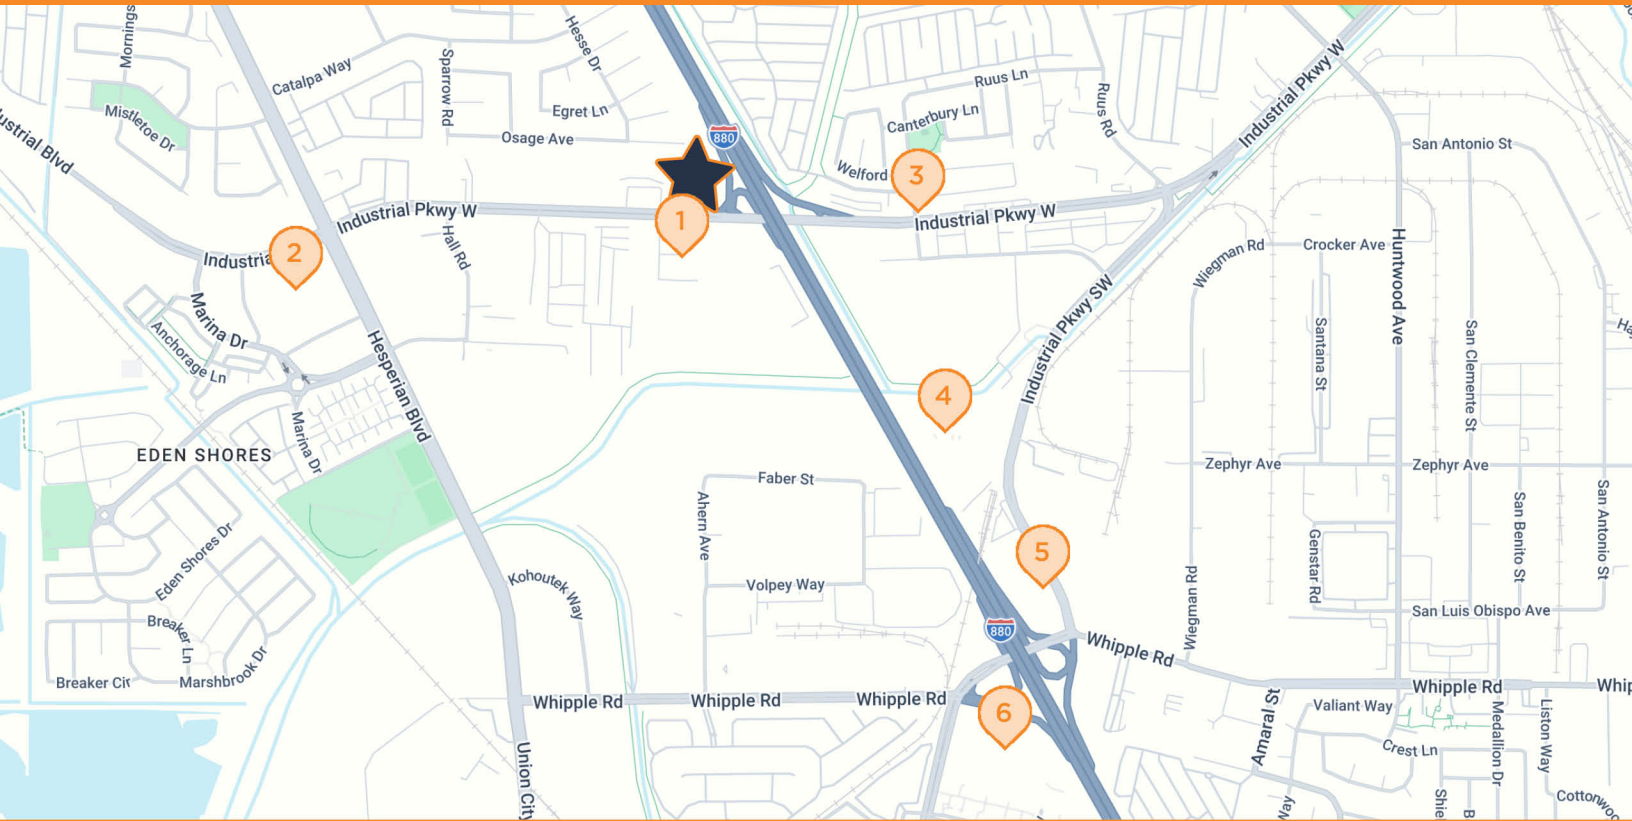 Mornings
Catalpa Way
Sparrow Rd
Hesse Dr
Egret Ln
Osage Ave
880
Ruus Ln
Ruus Rd
Canterbury Ln
Welford
Industrial Pkwy W
San Antonio St
Mistletoe Dr
ustrial Blvd
1
2
3
Industrial Pkwy W
Industrial Pkwy W
Industria
Hall Rd
Wiegman Rd
Crocker Ave
Huntwood Ave
Marina Dr
Anchorage Ln
Hesperian Blvd
Industrial Pkwy SW
Santana St
San Clemente St
Ha
4
Marina Dr
EDEN SHORES
Faber St
Ahern Ave
Zephyr Ave
Zephyr Ave
San Benito St
San Antonio St
5
Eden Shores Dr
Kohoutek Way
Volpey Way
Genstar Rd
Wiegman Rd
San Luis Obispo Ave
880
Breaker Ln
Breaker Cir
Marshbrook Dr
Whipple Rd
Whipple Rd
Whipple Rd
Whipple Rd
Whipple Rd
Whip
6
Amaral St
Valiant Way
Medallion Dr
Liston Way
Crest Ln
Union City
Way
Shie
B
Cottonwoo